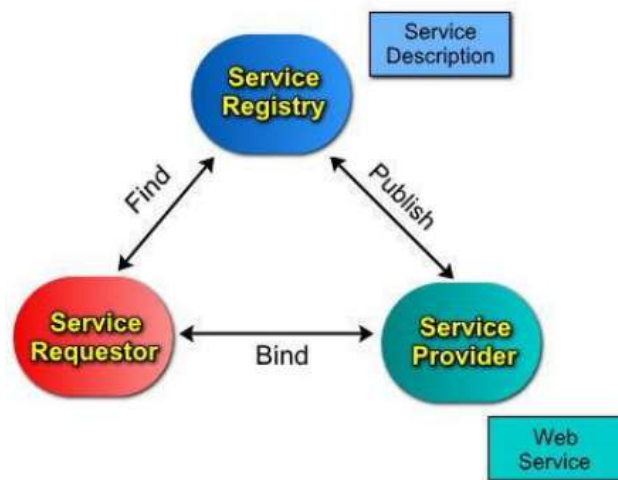 Service
Description
Service
Registry
Find
Publish
Service
Requestor
Bind
Service
Provider
Web
Service